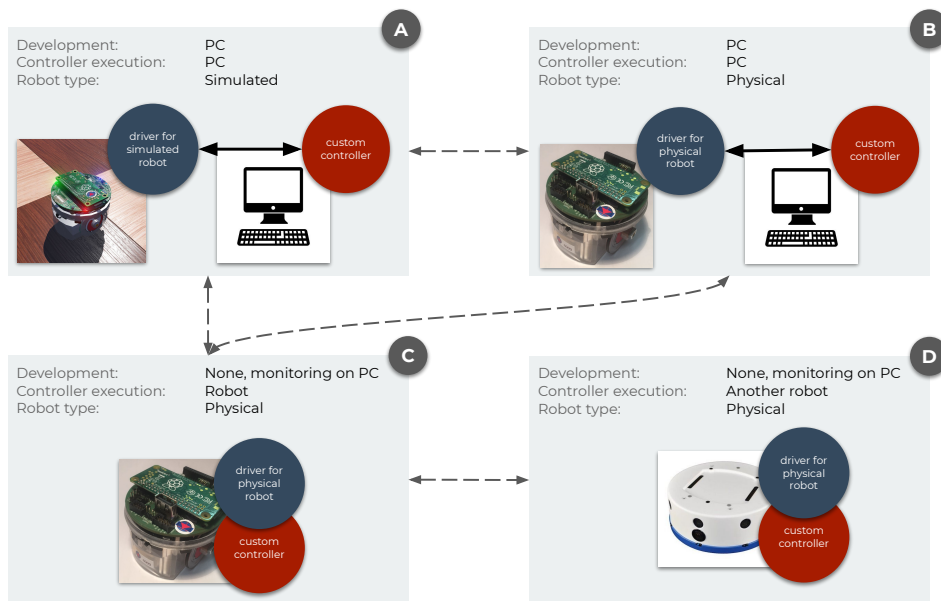 A
Development: PC
Controller execution: PC
Robot type: Simulated
driver for
simulated
robot
custom
controller
B
Development: PC
Controller execution: PC
Robot type: Physical
driver for
physical
robot
custom
controller
C
Development: None, monitoring on PC
Controller execution: Robot
Robot type: Physical
driver for
physical
robot
custom
controller
D
Development: None, monitoring on PC
Controller execution: Another robot
Robot type: Physical
driver for
physical
robot
custom
controller